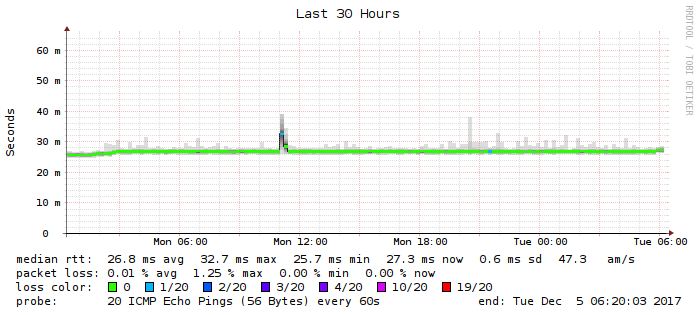 Last 30 Hours
RRDTOOL / TOBI OETIKER
Seconds
60 m
50 m
40 m
30 m
20 m
10 m
0
Mon 06:00 Mon 12:00 Mon 18:00 Tue 00:00 Tue 06:00
median rtt: 26.8 ms avg 32.7 ms max 25.7 ms min 27.3 ms now 0.6 ms sd 47.3 am/s
packet loss: 0.01 % avg 1.25 % max 0.00 % min 0.00 % now
loss color: 0 1/20 2/20 3/20 4/20 10/20 19/20
probe: 20 ICMP Echo Pings (56 Bytes) every 60s end: Tue Dec 5 06:20:03 2017